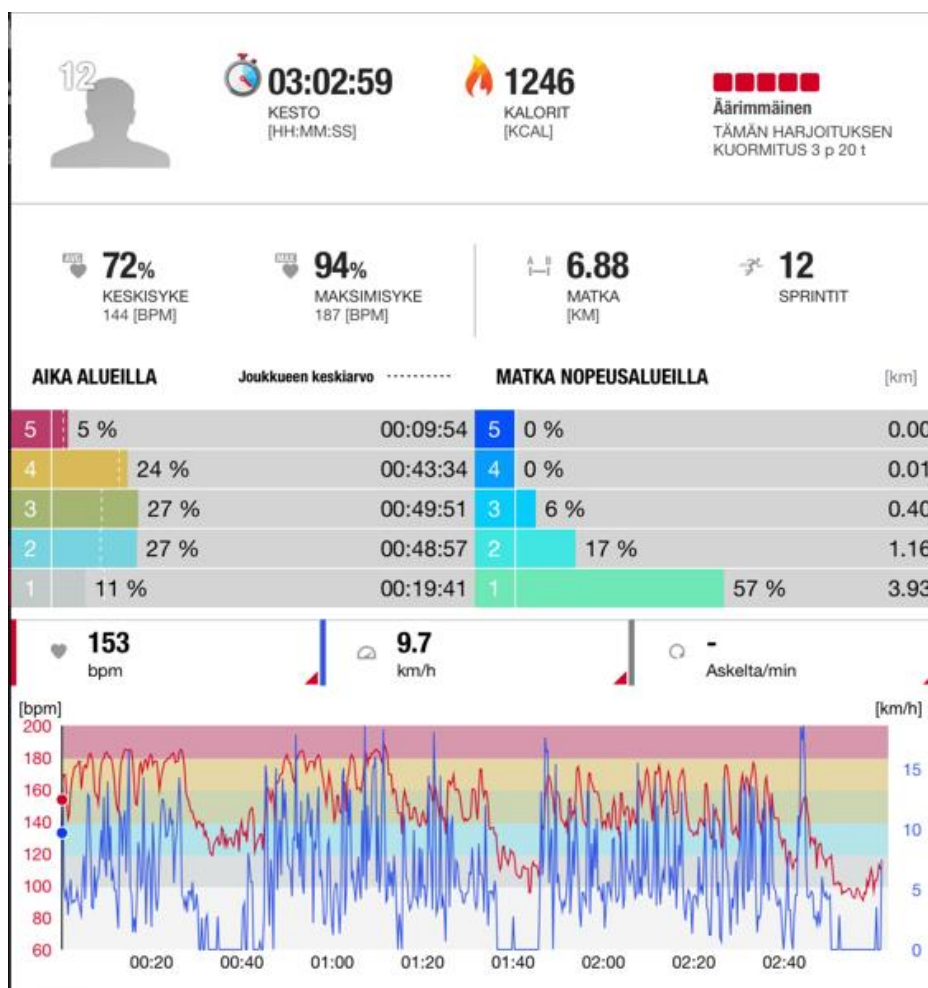 12
03:02:59
KESTO
[HH:MM:SS]
1246
KALORIT
[KCAL]
Äärimmäinen
TÄMÄN HARJOITUKSEN
KUORMITUS 3 p 20 t
AVG
72%
KESKISYKE
144 [BPM]
MAX
94%
MAKSIMISYKE
187 [BPM]
A B
6.88
MATKA
[KM]
12
SPRINTIT
AIKA ALUEILLA Joukkueen keskiarvo
MATKA NOPEUSALUEILLA [km]
5 5 % 00:09:54 5 0 % 0.00
4 24 % 00:43:34 4 0 % 0.01
3 27 % 00:49:51 3 6 % 0.40
2 27 % 00:48:57 2 17 % 1.16
1 11 % 00:19:41 1 57 % 3.93
153
bpm
9.7
km/h
-
Askelta/min
[bpm] [km/h]
200
180
160
140
120
100
80
60
15
10
5
0
00:20 00:40 01:00 01:20 01:40 02:00 02:20 02:40